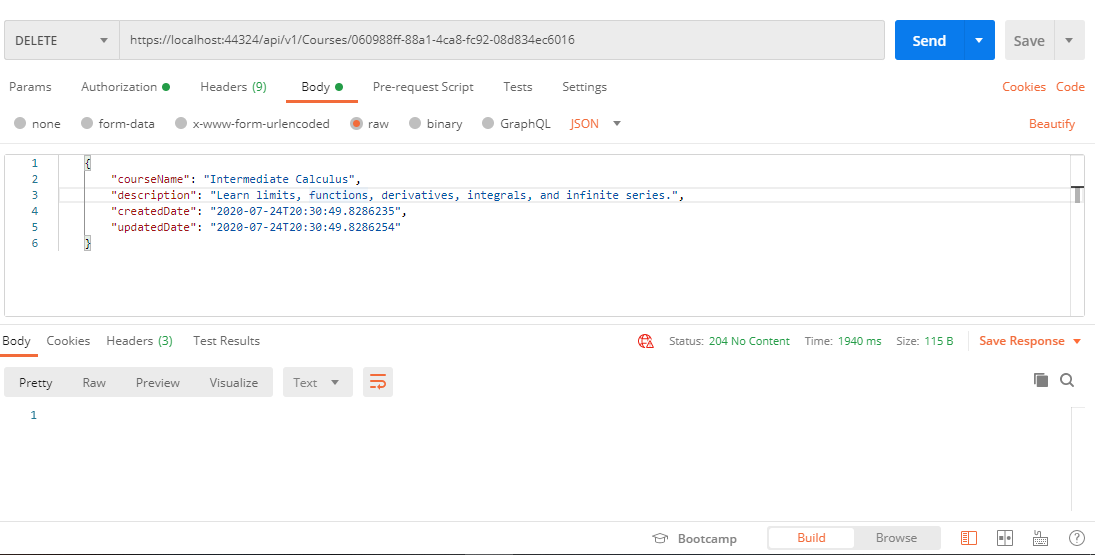 DELETE https://localhost:44324/api/v1/Courses/060988ff-88a1-4ca8-fc92-08d834ec6016 Send Save
Params Authorization Headers (9) Body Pre-request Script Tests Settings Cookies Code
none form-data x-www-form-urlencoded raw binary GraphQL JSON Beautify
1 {
2 "courseName": "Intermediate Calculus",
3 "description": "Learn limits, functions, derivatives, integrals, and infinite series.",
4 "createdDate": "2020-07-24T20:30:49.8286235",
5 "updatedDate": "2020-07-24T20:30:49.8286254"
6 }
Body Cookies Headers (3) Test Results Status: 204 No Content Time: 1940 ms Size: 115 B Save Response
Pretty Raw Preview Visualize Text
1
Bootcamp Build Browse ?